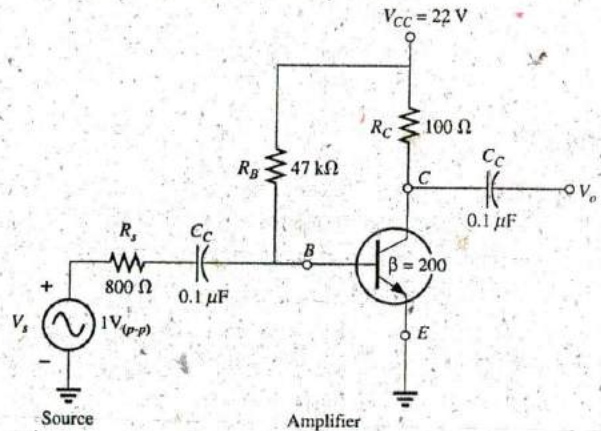 V_CC = 22 V
R_C 100 Ω
R_B 47 kΩ
C C_C
V_o
0.1 μF
R_s C_C B
β = 200
800 Ω 0.1 μF
+
V_s 1V_(p-p)
−
E
Source Amplifier